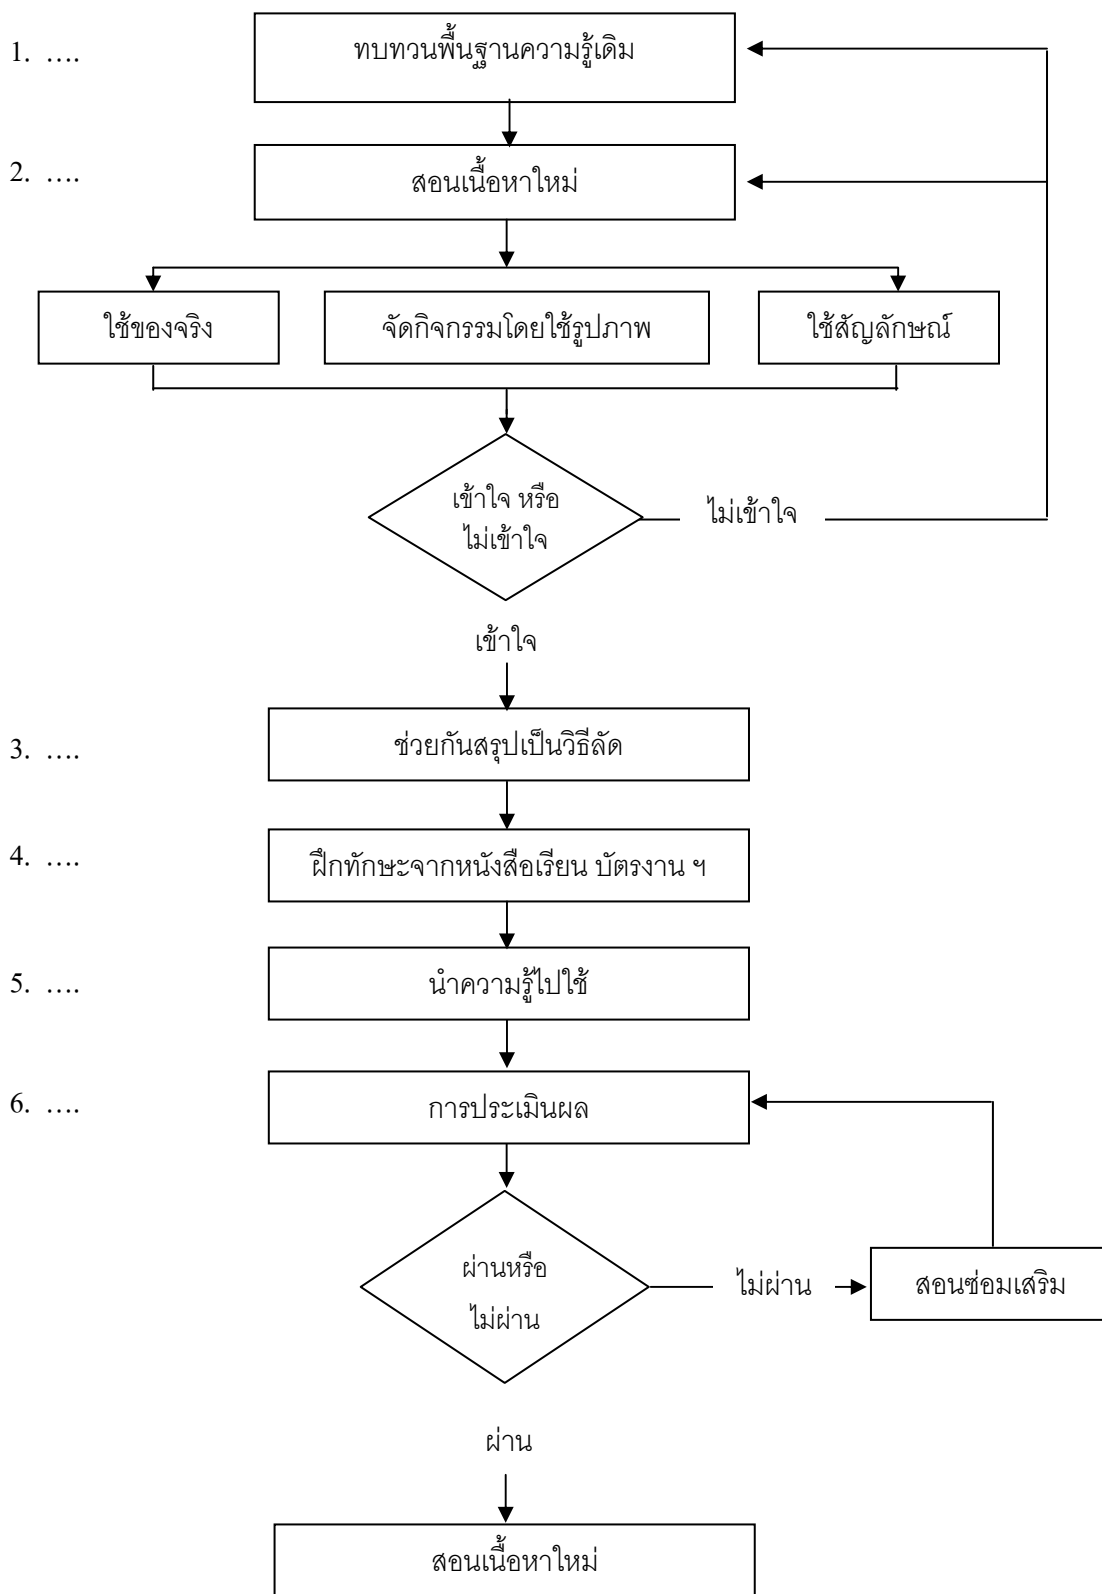 1. ....
ทบทวนพื้นฐานความรู้เดิม
2. ....
สอนเนื้อหาใหม่
ใช้ของจริง
จัดกิจกรรมโดยใช้รูปภาพ
ใช้สัญลักษณ์
เข้าใจ หรือ
ไม่เข้าใจ
ไม่เข้าใจ
เข้าใจ
3. ....
ช่วยกันสรุปเป็นวิธีลัด
4. ....
ฝึกทักษะจากหนังสือเรียน บัตรงาน ฯ
5. ....
นำความรู้ไปใช้
6. ....
การประเมินผล
ผ่านหรือ
ไม่ผ่าน
ไม่ผ่าน
สอนซ่อมเสริม
ผ่าน
สอนเนื้อหาใหม่